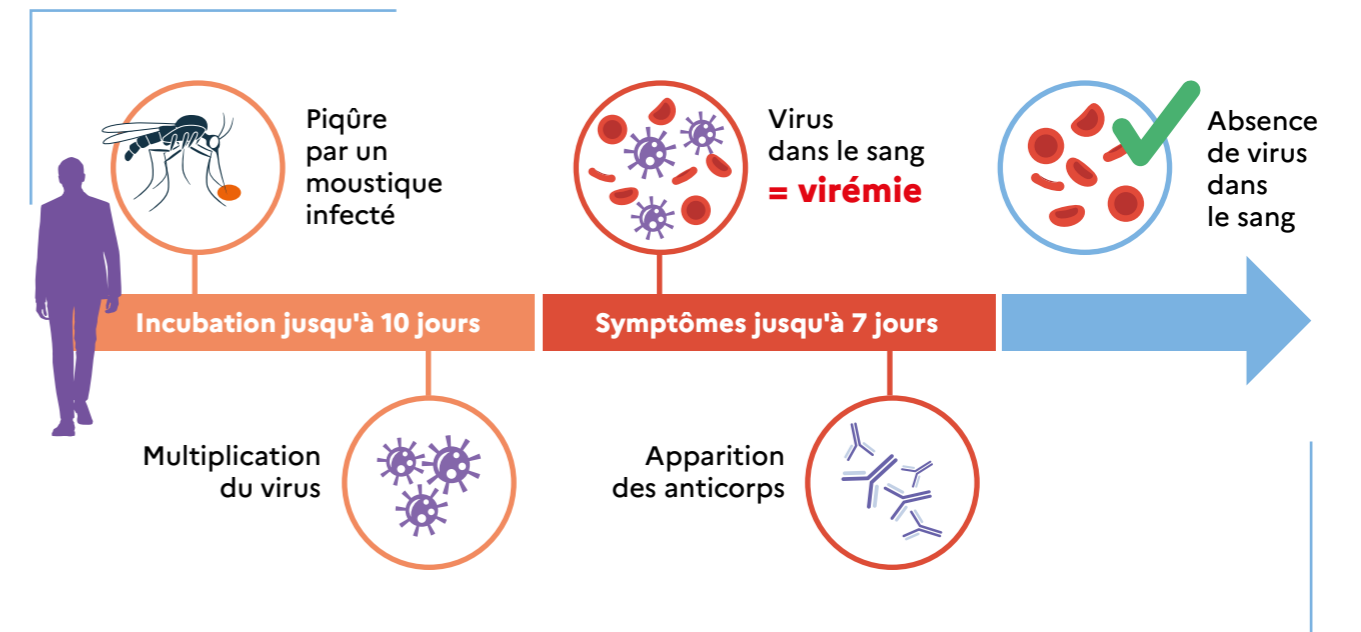 Piqûre
par un
moustique
infecté
Virus
dans le sang
= virémie
Absence
de virus
dans
le sang
Incubation jusqu'à 10 jours
Symptômes jusqu'à 7 jours
Multiplication
du virus
Apparition
des anticorps